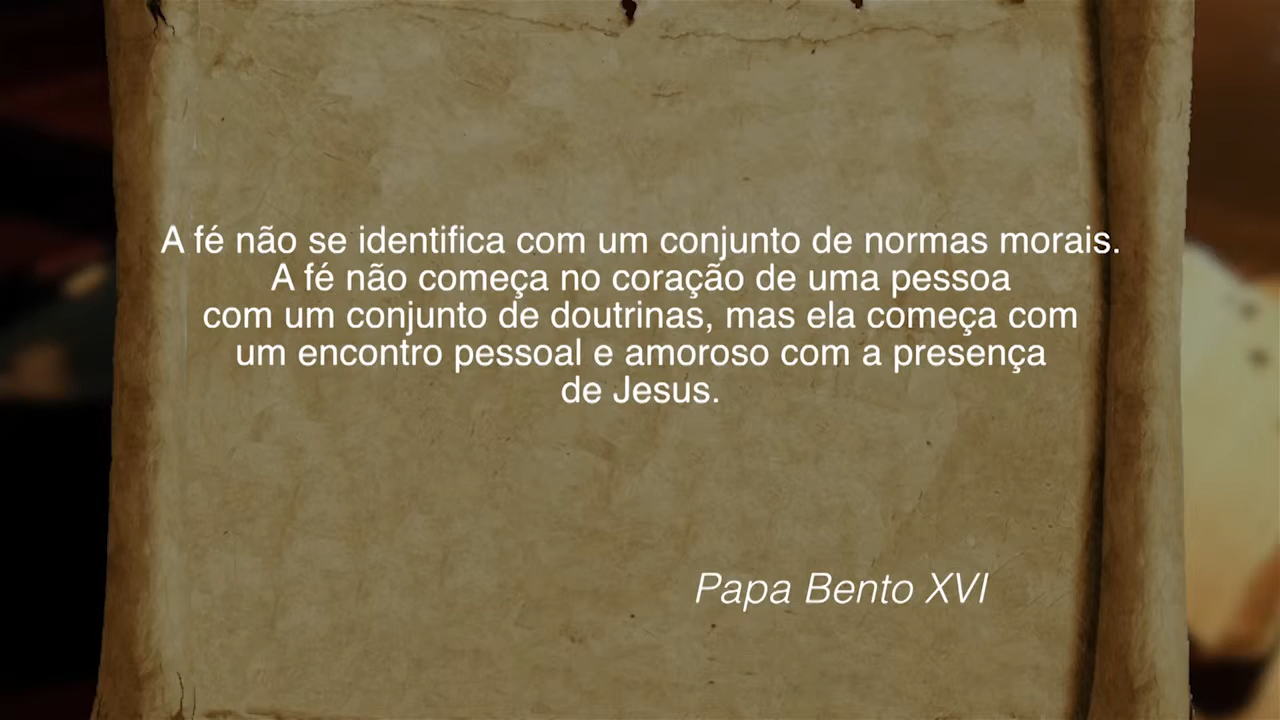 A fé não se identifica com um conjunto de normas morais.
A fé não começa no coração de uma pessoa
com um conjunto de doutrinas, mas ela começa com
um encontro pessoal e amoroso com a presença
de Jesus.
Papa Bento XVI